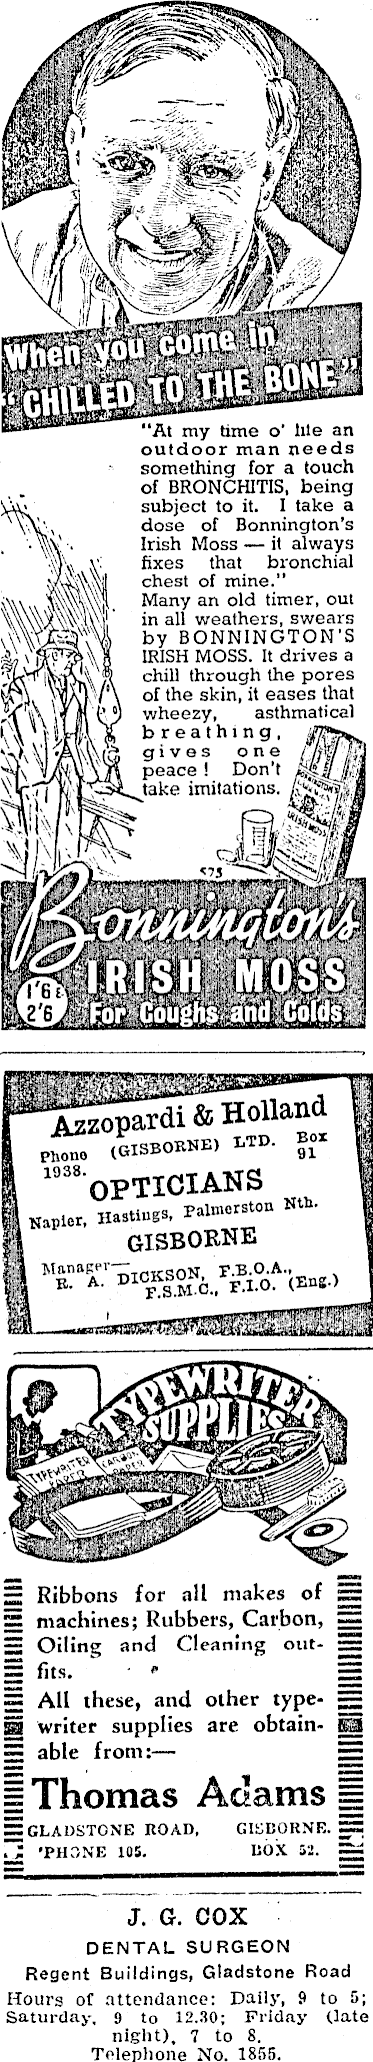 When you come in
"CHILLED TO THE BONE"
"At my time o' life an
outdoor man needs
something for a touch
of BRONCHITIS, being
subject to it. I take a
dose of Bonnington's
Irish Moss — it always
fixes that bronchial
chest of mine."
Many an old timer, out
in all weathers, swears
by BONNINGTON'S
IRISH MOSS. It drives a
chill through the pores
of the skin, it eases that
wheezy, asthmatical
breathing,
gives one
peace! Don't
take imitations.
BONNINGTON'S
IRISH MOSS
575
Bonnington's
IRISH MOSS
1'6 &
2'6
For Coughs and Colds
Azzopardi & Holland
Phone (GISBORNE) LTD. Box
1938. 91
OPTICIANS
Napier, Hastings, Palmerston Nth.
GISBORNE
Manager—
R. A. DICKSON, F.B.O.A.,
F.S.M.C., F.I.O. (Eng.)
TYPEWRITER
SUPPLIES
TYPEWRITER
PAPER
CARBON
Ribbons for all makes of
machines; Rubbers, Carbon,
Oiling and Cleaning out-
fits.
All these, and other type-
writer supplies are obtain-
able from:—
Thomas Adams
GLADSTONE ROAD, GISBORNE.
'PHONE 105. BOX 52.
J. G. COX
DENTAL SURGEON
Regent Buildings, Gladstone Road
Hours of attendance: Daily, 9 to 5;
Saturday, 9 to 12.30; Friday (late
night), 7 to 8.
Telephone No. 1855.